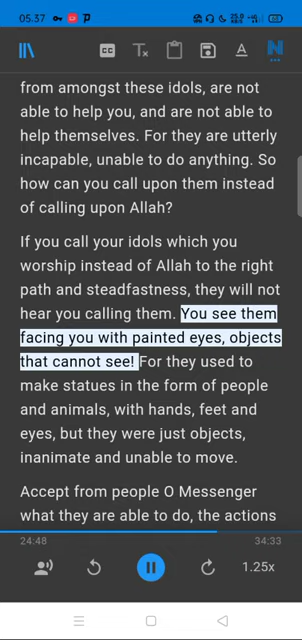 05.37
from amongst these idols, are not
able to help you, and are not able to
help themselves. For they are utterly
incapable, unable to do anything. So
how can you call upon them instead
of calling upon Allah?
If you call your idols which you
worship instead of Allah to the right
path and steadfastness, they will not
hear you calling them. You see them
facing you with painted eyes, objects
that cannot see! For they used to
make statues in the form of people
and animals, with hands, feet and
eyes, but they were just objects,
inanimate and unable to move.
Accept from people O Messenger
what they are able to do, the actions
24:48 34:33
1.25x